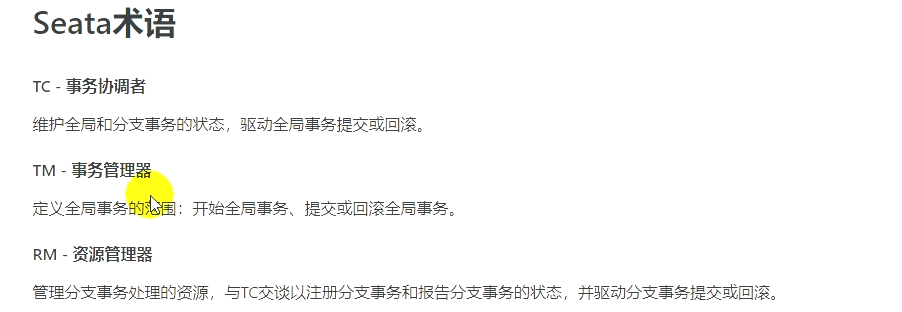 Seata术语
TC - 事务协调者
维护全局和分支事务的状态，驱动全局事务提交或回滚。
TM - 事务管理器
定义全局事务的范围：开始全局事务、提交或回滚全局事务。
RM - 资源管理器
管理分支事务处理的资源，与TC交谈以注册分支事务和报告分支事务的状态，并驱动分支事务提交或回滚。